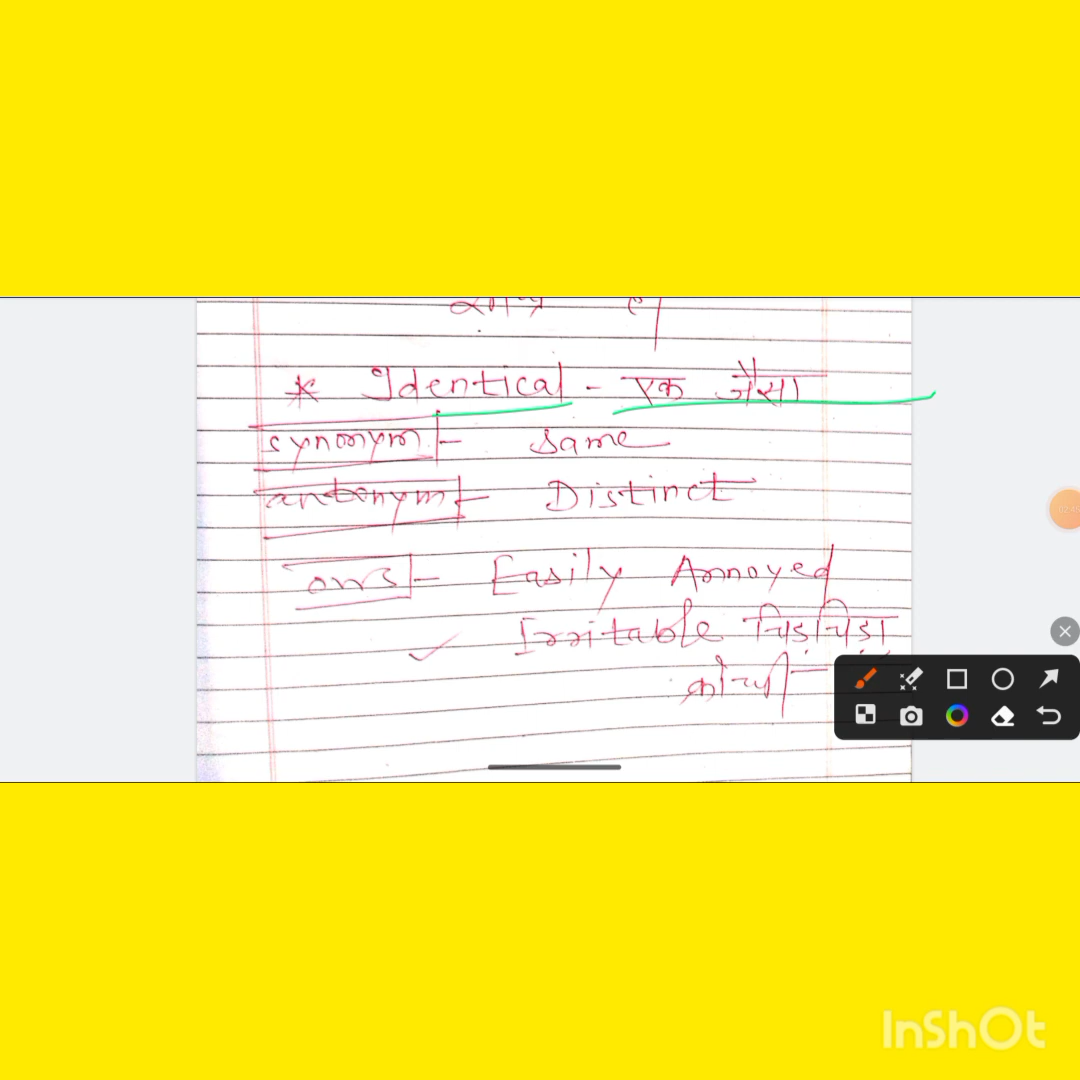 * Identical - एक जैसा
synonym - Same
antonym - Distinct
ows - Easily Annoyed
Irritable चिड़चिड़ा
क्रोधी
InShOt